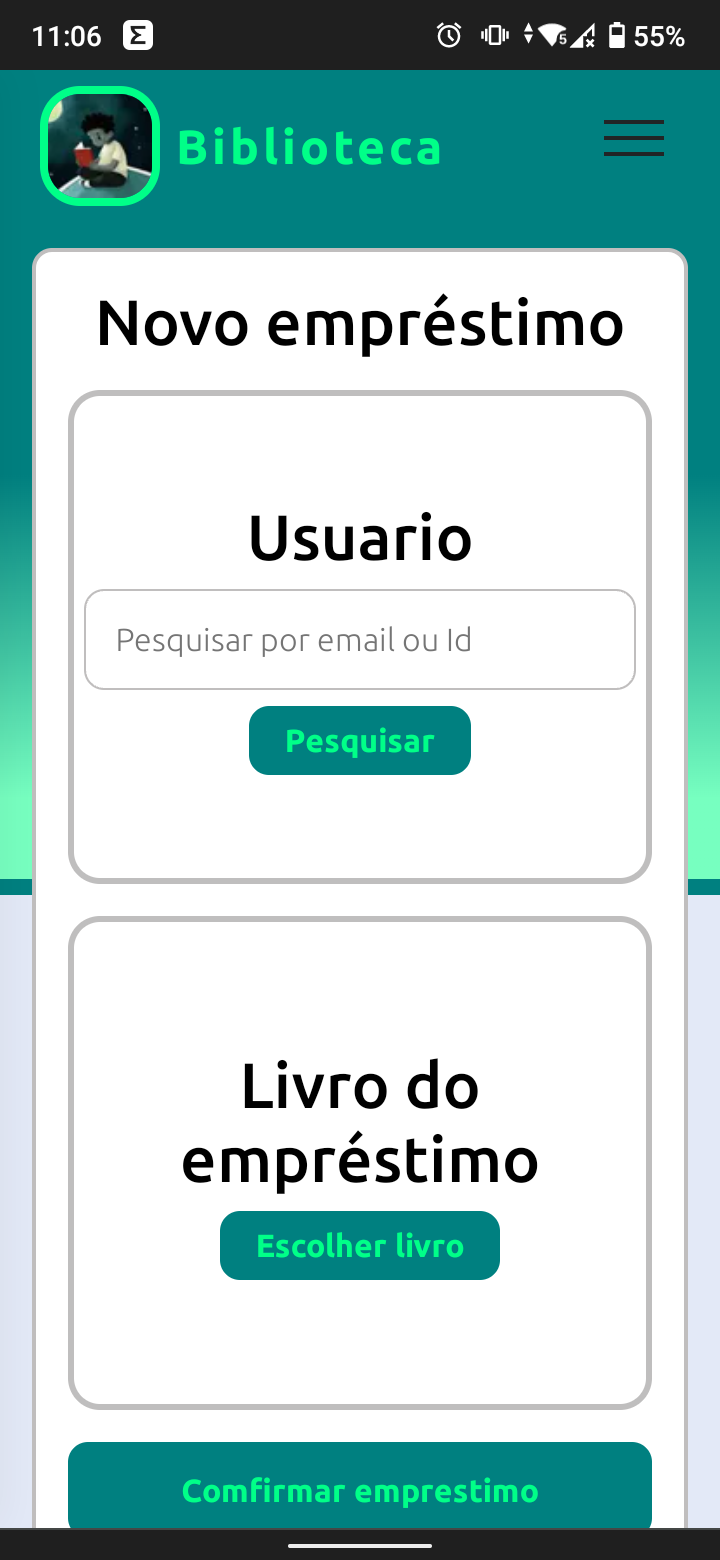 11:06
5
55%
Biblioteca
Novo empréstimo
Usuario
Pesquisar por email ou Id
Pesquisar
Livro do
empréstimo
Escolher livro
Comfirmar emprestimo